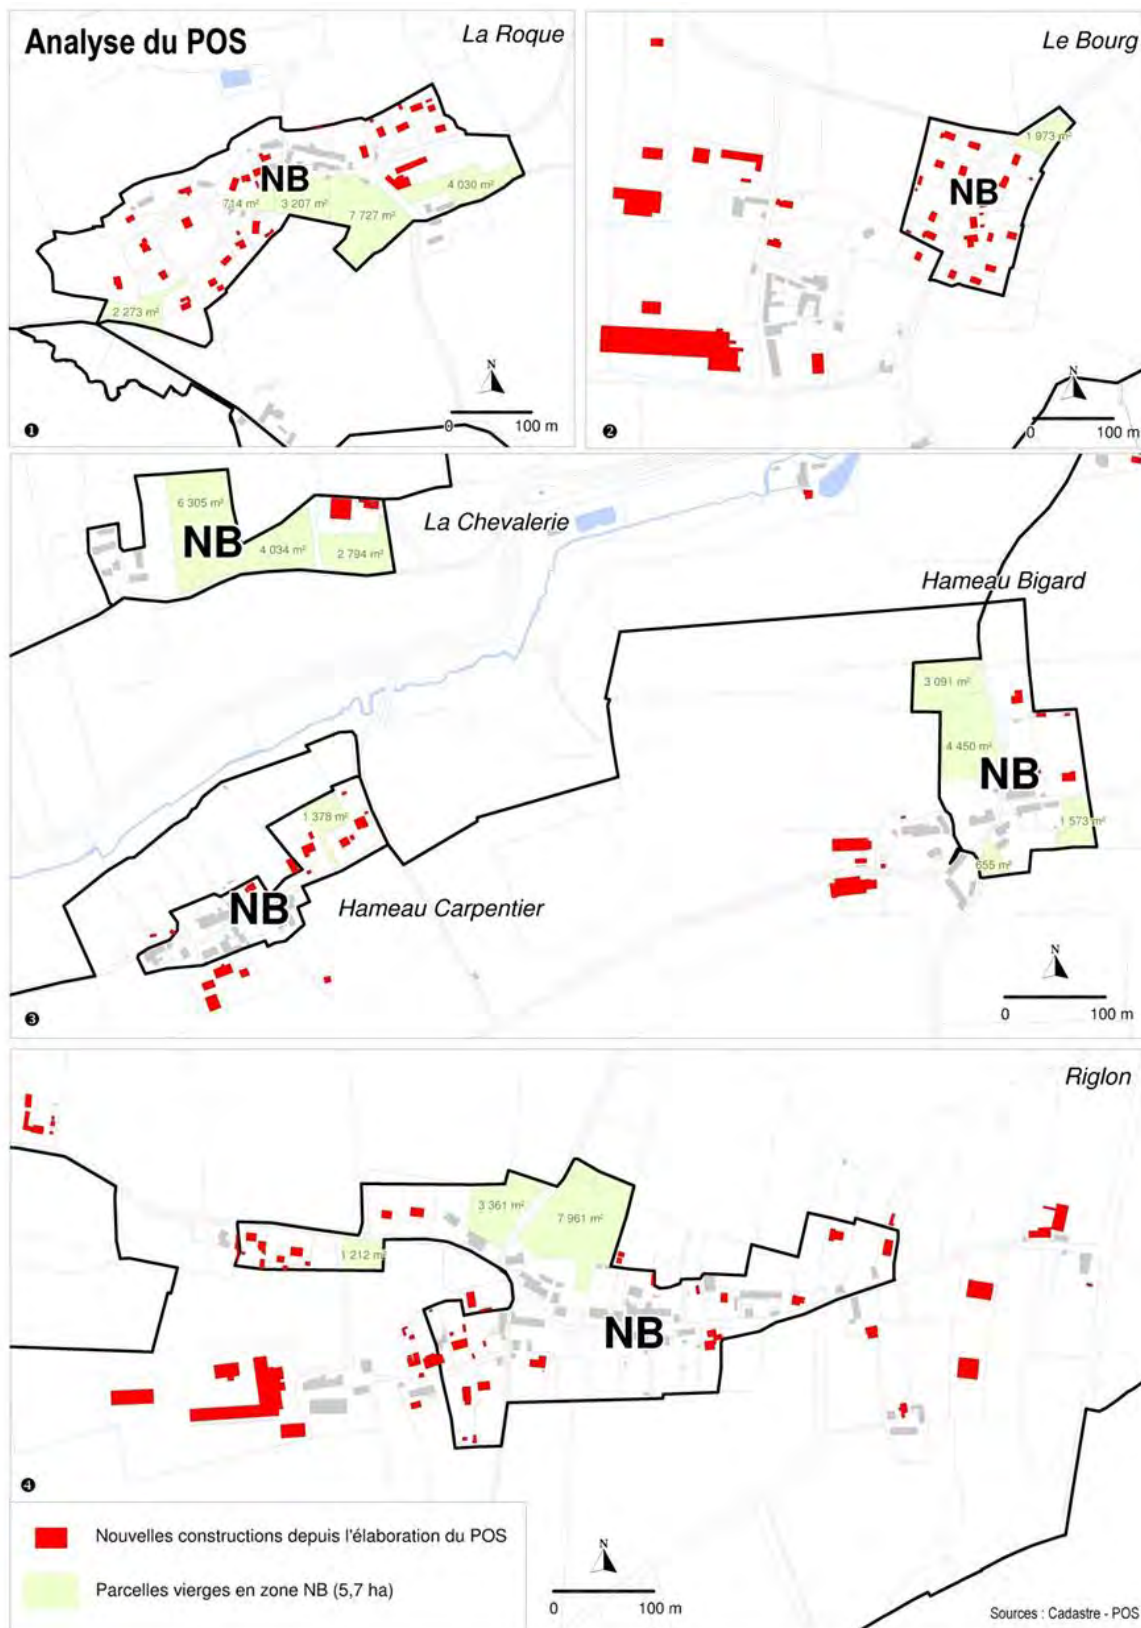 Analyse du POS
La Roque
NB
714 m²
3 207 m²
4 030 m²
7 727 m²
2 273 m²
N
0 100 m
❶
Le Bourg
1 973 m²
NB
N
0 100 m
❷
6 305 m²
NB
4 034 m²
2 794 m²
La Chevalerie
Hameau Bigard
3 091 m²
4 450 m²
NB
1 573 m²
655 m²
1 378 m²
NB
Hameau Carpentier
N
0 100 m
❸
Riglon
3 361 m²
7 961 m²
1 212 m²
NB
❹
Nouvelles constructions depuis l'élaboration du POS
Parcelles vierges en zone NB (5,7 ha)
N
0 100 m
Sources : Cadastre - POS